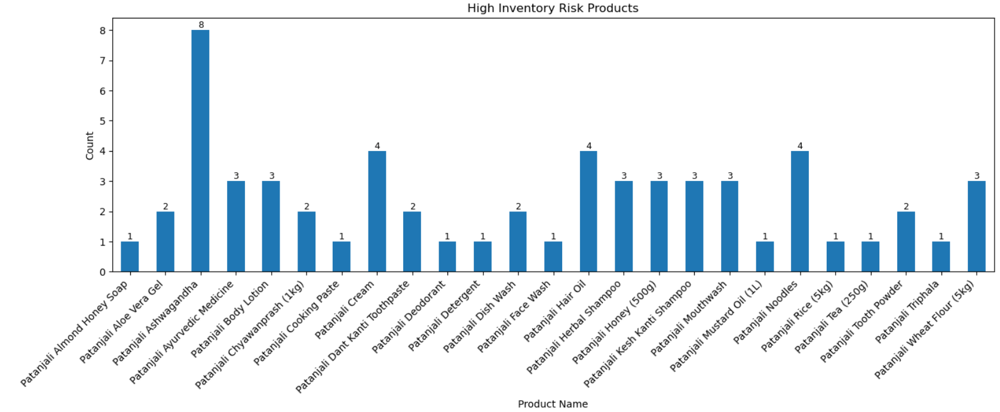 High Inventory Risk Products
Count
8
7
6
5
4
3
2
1
0
1
2
8
3
3
2
1
4
2
1
1
2
1
4
3
3
3
3
1
4
1
1
2
1
3
Patanjali Almond Honey Soap
Patanjali Aloe Vera Gel
Patanjali Ashwagandha
Patanjali Ayurvedic Medicine
Patanjali Body Lotion
Patanjali Chyawanprash (1kg)
Patanjali Cooking Paste
Patanjali Cream
Patanjali Dant Kanti Toothpaste
Patanjali Deodorant
Patanjali Detergent
Patanjali Dish Wash
Patanjali Face Wash
Patanjali Hair Oil
Patanjali Herbal Shampoo
Patanjali Honey (500g)
Patanjali Kesh Kanti Shampoo
Patanjali Mouthwash
Patanjali Mustard Oil (1L)
Patanjali Noodles
Patanjali Rice (5kg)
Patanjali Tea (250g)
Patanjali Tooth Powder
Patanjali Triphala
Patanjali Wheat Flour (5kg)
Product Name